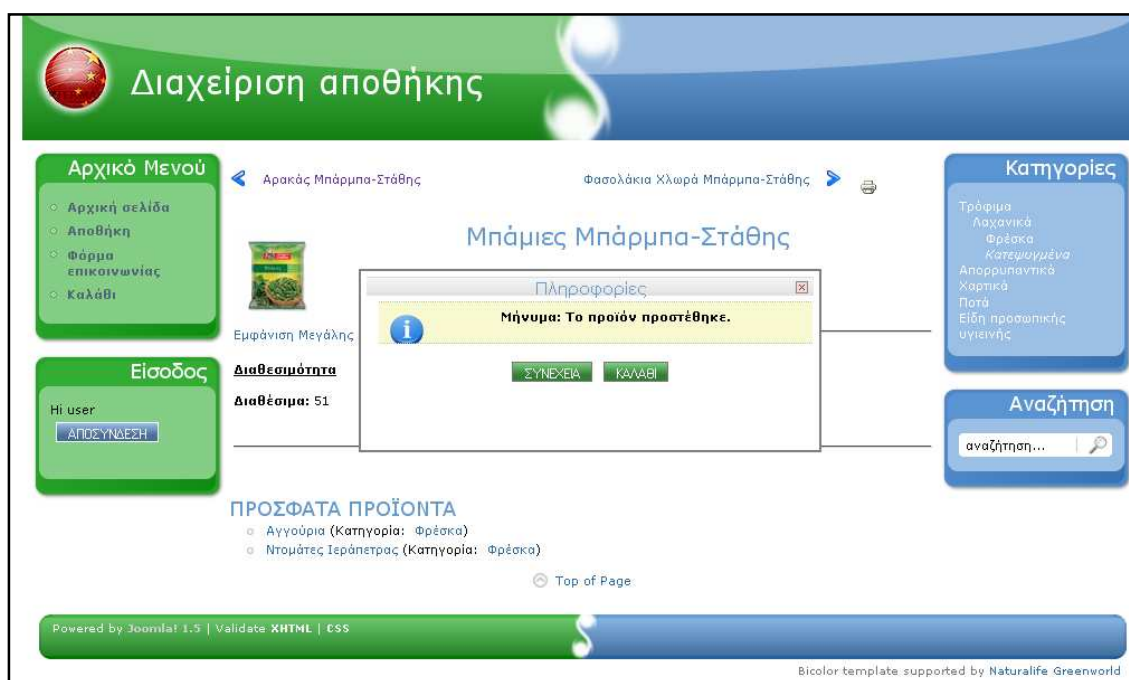 Διαχείριση αποθήκης
Αρχικό Μενού
Αρχική σελίδα
Αποθήκη
Φόρμα
επικοινωνίας
Καλάθι
Είσοδος
Hi user
ΑΠΟΣΥΝΔΕΣΗ
Αρακάς Μπάρμπα-Στάθης
Φασολάκια Χλωρά Μπάρμπα-Στάθης
Μπάμιες Μπάρμπα-Στάθης
Εμφάνιση Μεγάλης
Διαθεσιμότητα
Διαθέσιμα: 51
Πληροφορίες
Μήνυμα: Το προϊόν προστέθηκε.
ΣΥΝΕΧΕΙΑ ΚΑΛΑΘΙ
ΠΡΟΣΦΑΤΑ ΠΡΟΪΟΝΤΑ
Αγγούρια (Κατηγορία: Φρέσκα)
Ντομάτες Ιεράπετρας (Κατηγορία: Φρέσκα)
Top of Page
Κατηγορίες
Τρόφιμα
Λαχανικά
Φρέσκα
Κατεψυγμένα
Απορρυπαντικά
Χαρτικά
Ποτά
Είδη προσωπικής
υγιεινής
Αναζήτηση
αναζήτηση...
Powered by Joomla! 1.5 | Validate XHTML | CSS
Bicolor template supported by Naturalife Greenworld